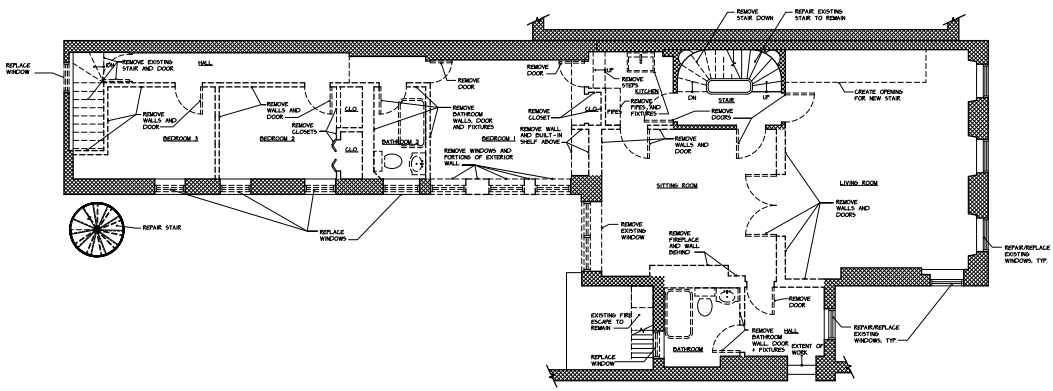 REMOVE
STAIR DOWN
REPAIR EXISTING
STAIR TO REMAIN
REPLACE
WINDOW
DN
REMOVE EXISTING
STAIR AND DOOR
HALL
REMOVE
DOOR
REMOVE
DOOR
UP
REMOVE
STEPS
KITCHEN
DN
STAIR
UP
CREATE OPENING
FOR NEW STAIR
REMOVE
WALLS AND
DOOR
BEDROOM 3
REMOVE
WALLS AND
DOOR
REMOVE
CLOSETS
BEDROOM 2
CLO.
CLO.
REMOVE
BATHROOM
WALLS, DOOR
AND FIXTURES
BATHROOM 2
REMOVE
CLOSET
CLO.
PIPES
REMOVE
PIPES AND
FIXTURES
REMOVE
DOORS
BEDROOM 1
REMOVE WALL
AND BUILT-IN
SHELF ABOVE
REMOVE
WALLS AND
DOOR
REMOVE WINDOWS AND
PORTIONS OF EXTERIOR
WALL
SITTING ROOM
LIVING ROOM
REMOVE
WALLS AND
DOORS
REPAIR STAIR
REPLACE
WINDOWS
REMOVE
EXISTING
WINDOW
REMOVE
FIREPLACE
AND WALL
BEHIND
REPAIR/REPLACE
EXISTING
WINDOWS, TYP.
REMOVE
DOOR
EXISTING FIRE
ESCAPE TO
REMAIN
REPLACE
WINDOW
BATHROOM
REMOVE
BATHROOM
WALL, DOOR
+ FIXTURES
HALL
EXTENT OF
WORK
REPAIR/REPLACE
EXISTING
WINDOWS, TYP.